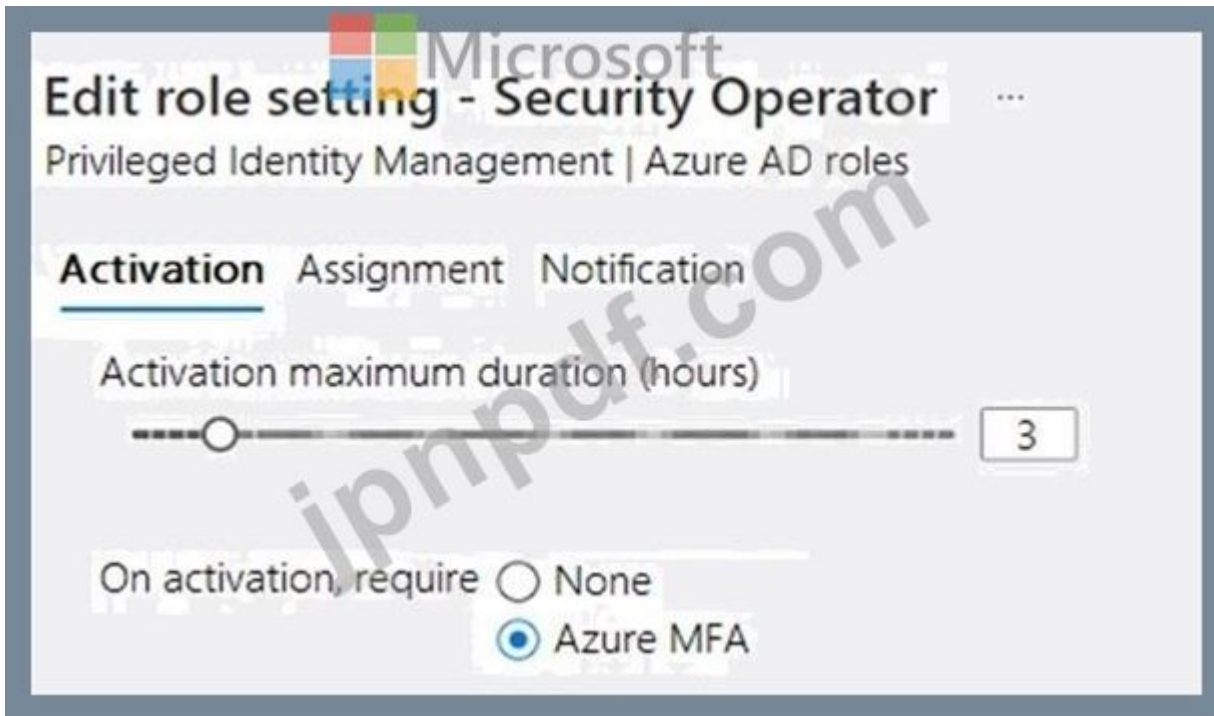 Microsoft
Edit role setting - Security Operator ...
Privileged Identity Management | Azure AD roles
Activation Assignment Notification
Activation maximum duration (hours)
3
On activation, require None
Azure MFA
jpnpdf.com